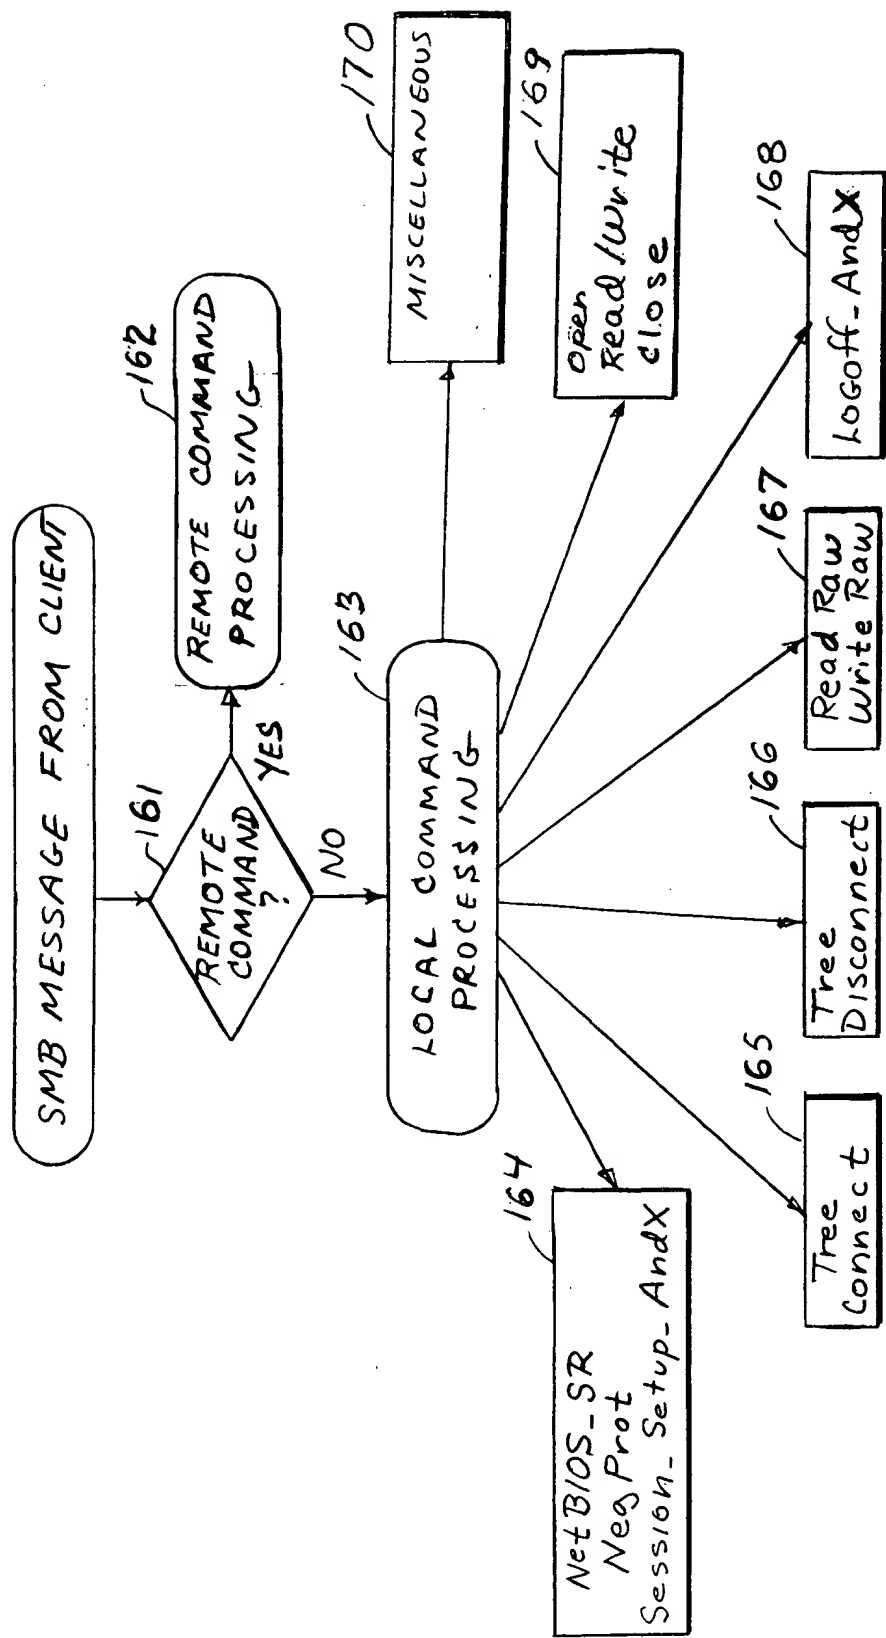 SMB MESSAGE FROM CLIENT
161
REMOTE
COMMAND
?
YES
162
REMOTE COMMAND
PROCESSING
NO
163
LOCAL COMMAND
PROCESSING
164
NetBIOS_SR
NegProt
Session_Setup_AndX
165
Tree
Connect
166
Tree
Disconnect
167
Read Raw
Write Raw
168
LOGOff_AndX
169
Open
Read/Write
Close
170
MISCELLANEOUS